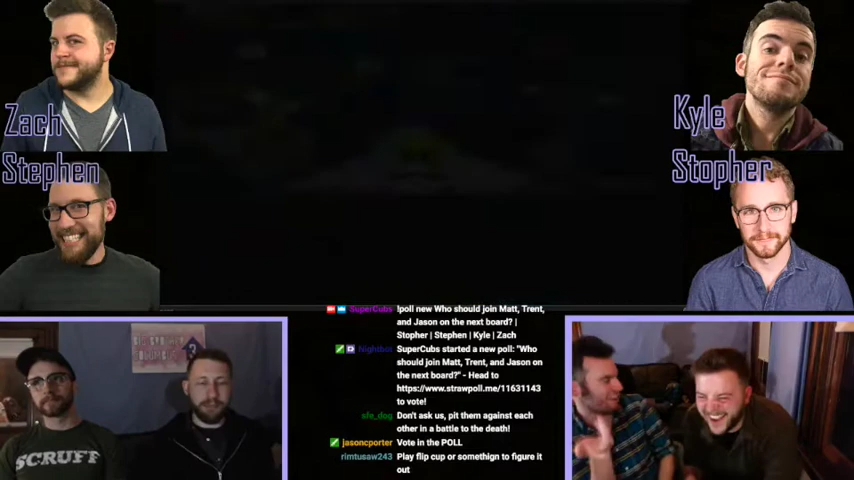 Zach
Stephen
Kyle
Stopher
SuperCubs !poll new Who should join Matt, Trent,
and Jason on the next board? |
Stopher | Stephen | Kyle | Zach
Nightbot SuperCubs started a new poll: "Who
should join Matt, Trent, and Jason on
the next board?" - Head to
https://www.strawpoll.me/11631143
to vote!
sfe_dog Don't ask us, pit them against each
other in a battle to the death!
jasoncporter Vote in the POLL
rimtusaw243 Play flip cup or somethign to figure it
out
SCRUFF
3